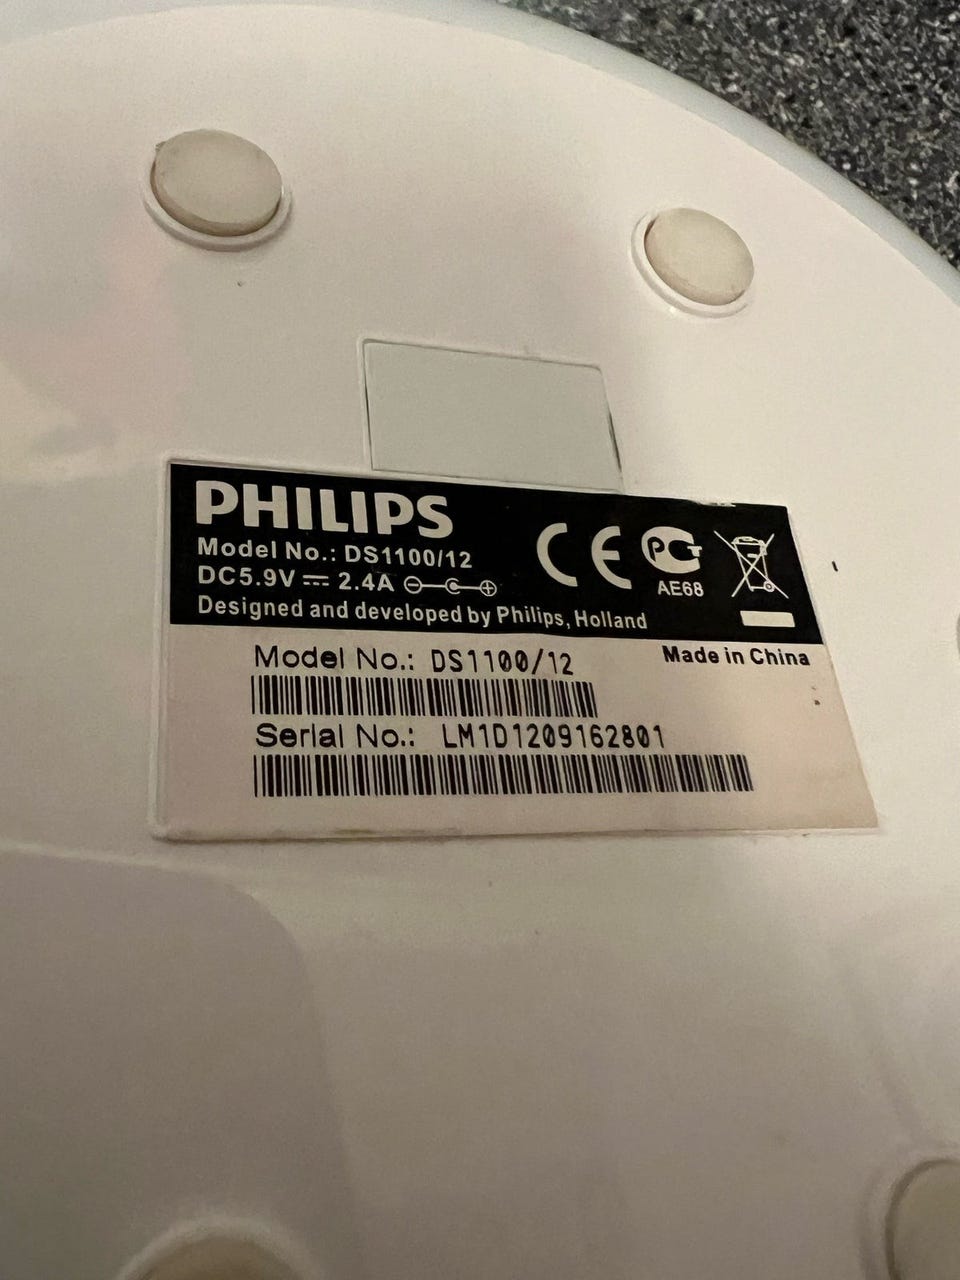 PHILIPS
Model No.: DS1100/12
DC5.9V ⎓ 2.4A
Designed and developed by Philips, Holland
CE
PCT
AE68
Made in China
Model No.: DS1100/12
Serial No.: LM1D1209162801